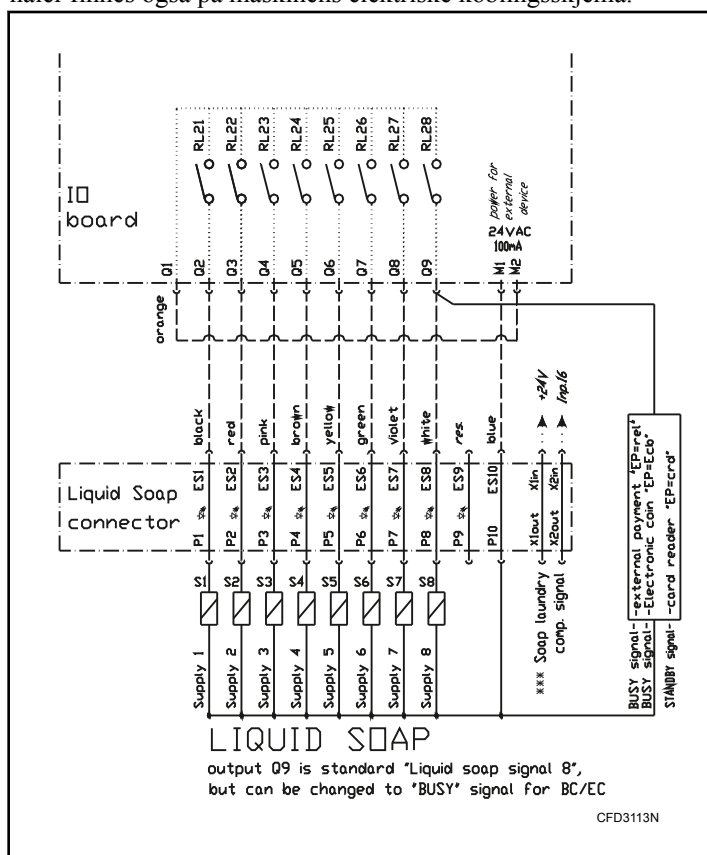 naler finnes også på maskinens elektriske koblingsskjema.
RL21
RL22
RL23
RL24
RL25
RL26
RL27
RL28
IO
board
power for
external
device
24VAC
100mA
Q1
Q2
Q3
Q4
Q5
Q6
Q7
Q8
Q9
M1
M2
orange
black
red
pink
brown
yellow
green
violet
white
res.
blue
+24V
Inp.16
Liquid Soap
connector
P1 ** ES1
P2 ** ES2
P3 ** ES3
P4 ** ES4
P5 ** ES5
P6 ** ES6
P7 ** ES7
P8 ** ES8
P9 ** ES9
P10 ES10
X1out X1in
X2out X2in
S1
S2
S3
S4
S5
S6
S7
S8
Supply 1
Supply 2
Supply 3
Supply 4
Supply 5
Supply 6
Supply 7
Supply 8
*** Soap laundry
comp. signal
BUSY signal- -external payment "EP=rel"
BUSY signal- -Electronic coin "EP=Ecb"
STANDBY signal- -card reader "EP=crd"
LIQUID SOAP
output Q9 is standard "Liquid soap signal 8",
but can be changed to "BUSY" signal for BC/EC
CFD3113N